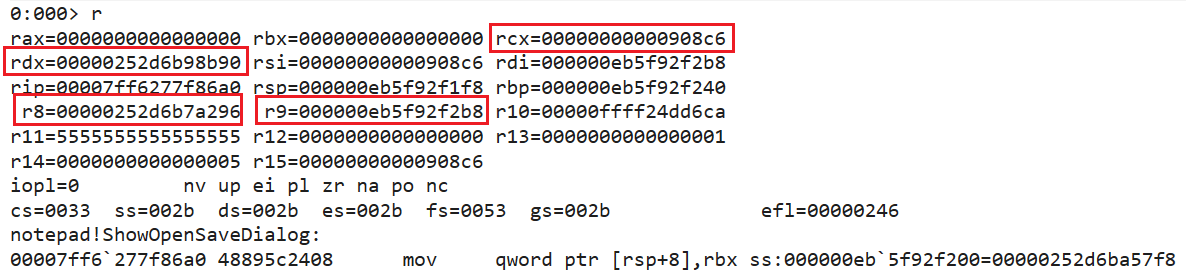 0:000> r
rax=0000000000000000 rbx=0000000000000000 rcx=00000000000908c6
rdx=00000252d6b98b90 rsi=00000000000908c6 rdi=000000eb5f92f2b8
rip=00007ff6277f86a0 rsp=000000eb5f92f1f8 rbp=000000eb5f92f240
r8=00000252d6b7a296 r9=000000eb5f92f2b8 r10=00000ffff24dd6ca
r11=5555555555555555 r12=0000000000000000 r13=0000000000000001
r14=0000000000000005 r15=00000000000908c6
iopl=0 nv up ei pl zr na po nc
cs=0033 ss=002b ds=002b es=002b fs=0053 gs=002b efl=00000246
notepad!ShowOpenSaveDialog:
00007ff6`277f86a0 48895c2408 mov qword ptr [rsp+8],rbx ss:000000eb`5f92f200=00000252d6ba57f8